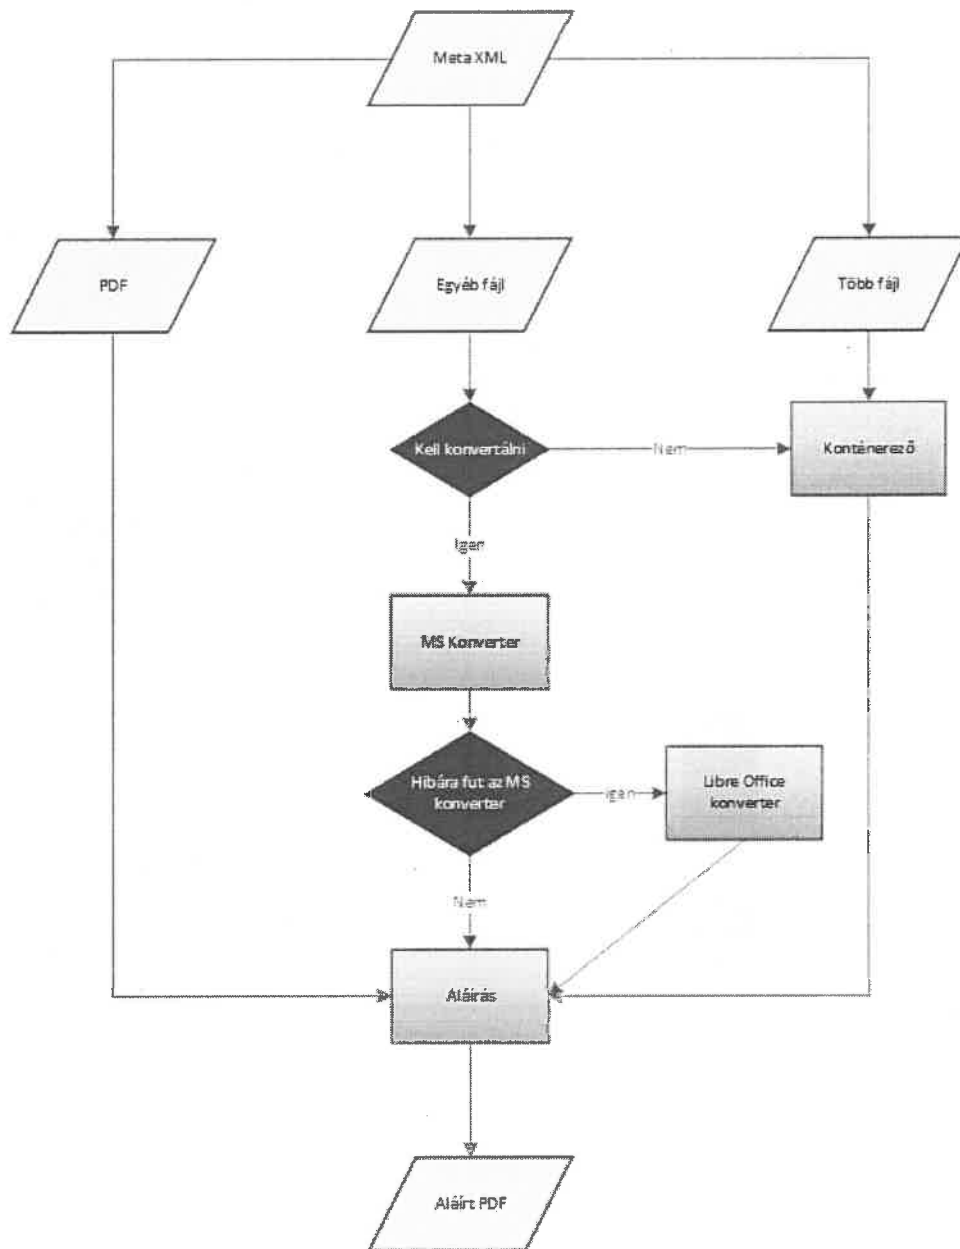 Meta XML
PDF
Egyéb fájl
Több fájl
Kell konvertálni
Nem
Konténerező
Igen
MS Konverter
Hibára fut az MS
konverter
Igen
Libre Office
konverter
Nem
Aláírás
Aláírt PDF